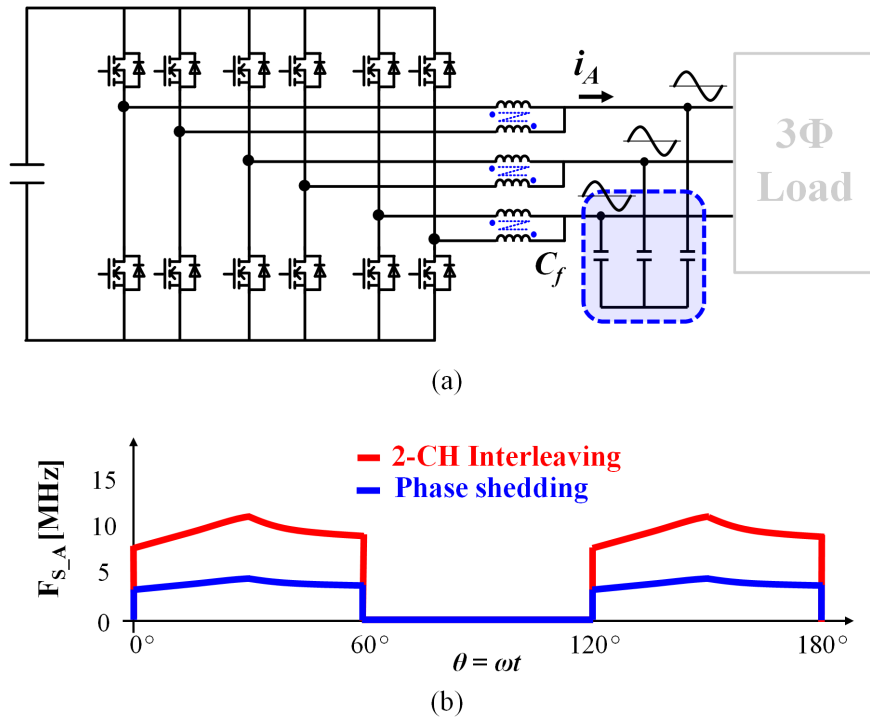 i_A
3Φ
Load
C_f
(a)
2-CH Interleaving
Phase shedding
F_S_A [MHz]
15
10
5
0
0° 60° 120° 180°
θ = ωt
(b)